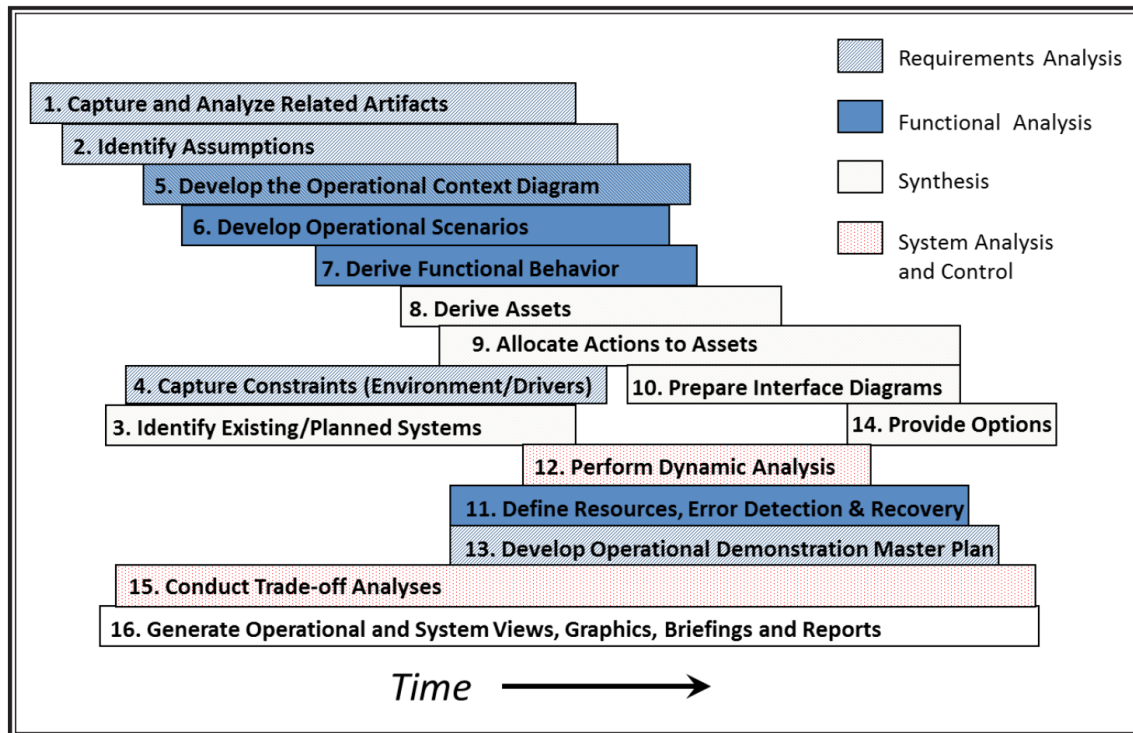 Requirements Analysis
1. Capture and Analyze Related Artifacts
2. Identify Assumptions
Functional Analysis
5. Develop the Operational Context Diagram
Synthesis
6. Develop Operational Scenarios
System Analysis
and Control
7. Derive Functional Behavior
8. Derive Assets
9. Allocate Actions to Assets
4. Capture Constraints (Environment/Drivers)
10. Prepare Interface Diagrams
3. Identify Existing/Planned Systems
14. Provide Options
12. Perform Dynamic Analysis
11. Define Resources, Error Detection & Recovery
13. Develop Operational Demonstration Master Plan
15. Conduct Trade-off Analyses
16. Generate Operational and System Views, Graphics, Briefings and Reports
Time